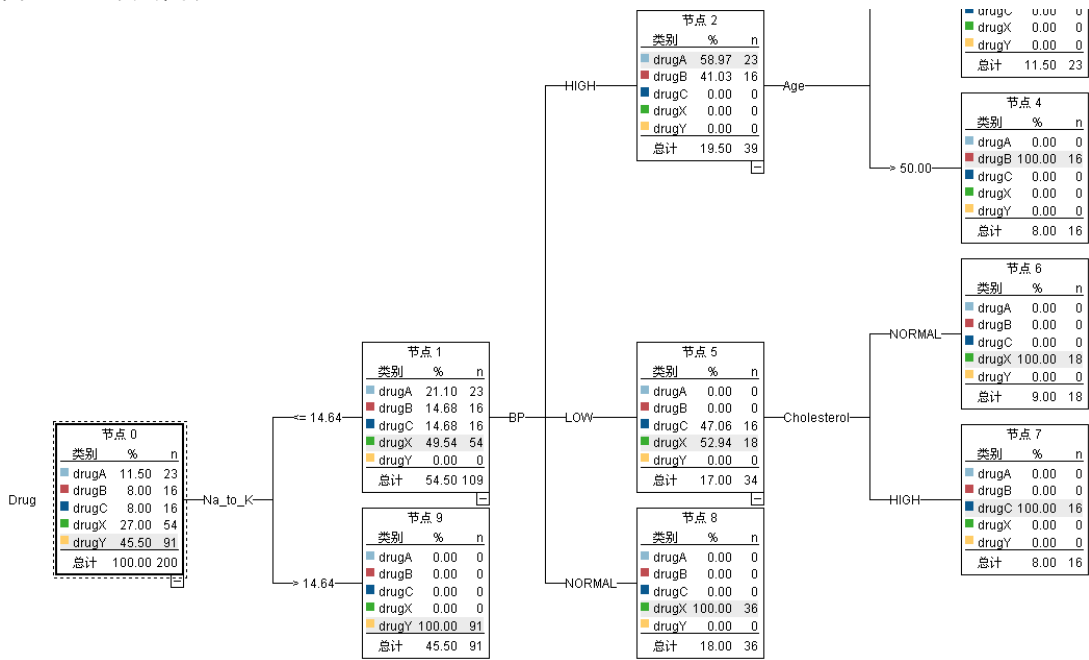 节点 2
类别 % n
drugA 58.97 23
drugB 41.03 16
drugC 0.00 0
drugX 0.00 0
drugY 0.00 0
总计 19.50 39
HIGH
Age
drugC 0.00 0
drugX 0.00 0
drugY 0.00 0
总计 11.50 23
> 50.00
节点 4
类别 % n
drugA 0.00 0
drugB 100.00 16
drugC 0.00 0
drugX 0.00 0
drugY 0.00 0
总计 8.00 16
节点 6
类别 % n
drugA 0.00 0
drugB 0.00 0
drugC 0.00 0
drugX 100.00 18
drugY 0.00 0
总计 9.00 18
NORMAL
节点 1
类别 % n
drugA 21.10 23
drugB 14.68 16
drugC 14.68 16
drugX 49.54 54
drugY 0.00 0
总计 54.50 109
<= 14.64
BP
LOW
节点 5
类别 % n
drugA 0.00 0
drugB 0.00 0
drugC 47.06 16
drugX 52.94 18
drugY 0.00 0
总计 17.00 34
Cholesterol
Drug
节点 0
类别 % n
drugA 11.50 23
drugB 8.00 16
drugC 8.00 16
drugX 27.00 54
drugY 45.50 91
总计 100.00 200
Na_to_K
HIGH
节点 7
类别 % n
drugA 0.00 0
drugB 0.00 0
drugC 100.00 16
drugX 0.00 0
drugY 0.00 0
总计 8.00 16
> 14.64
节点 9
类别 % n
drugA 0.00 0
drugB 0.00 0
drugC 0.00 0
drugX 0.00 0
drugY 100.00 91
总计 45.50 91
NORMAL
节点 8
类别 % n
drugA 0.00 0
drugB 0.00 0
drugC 0.00 0
drugX 100.00 36
drugY 0.00 0
总计 18.00 36